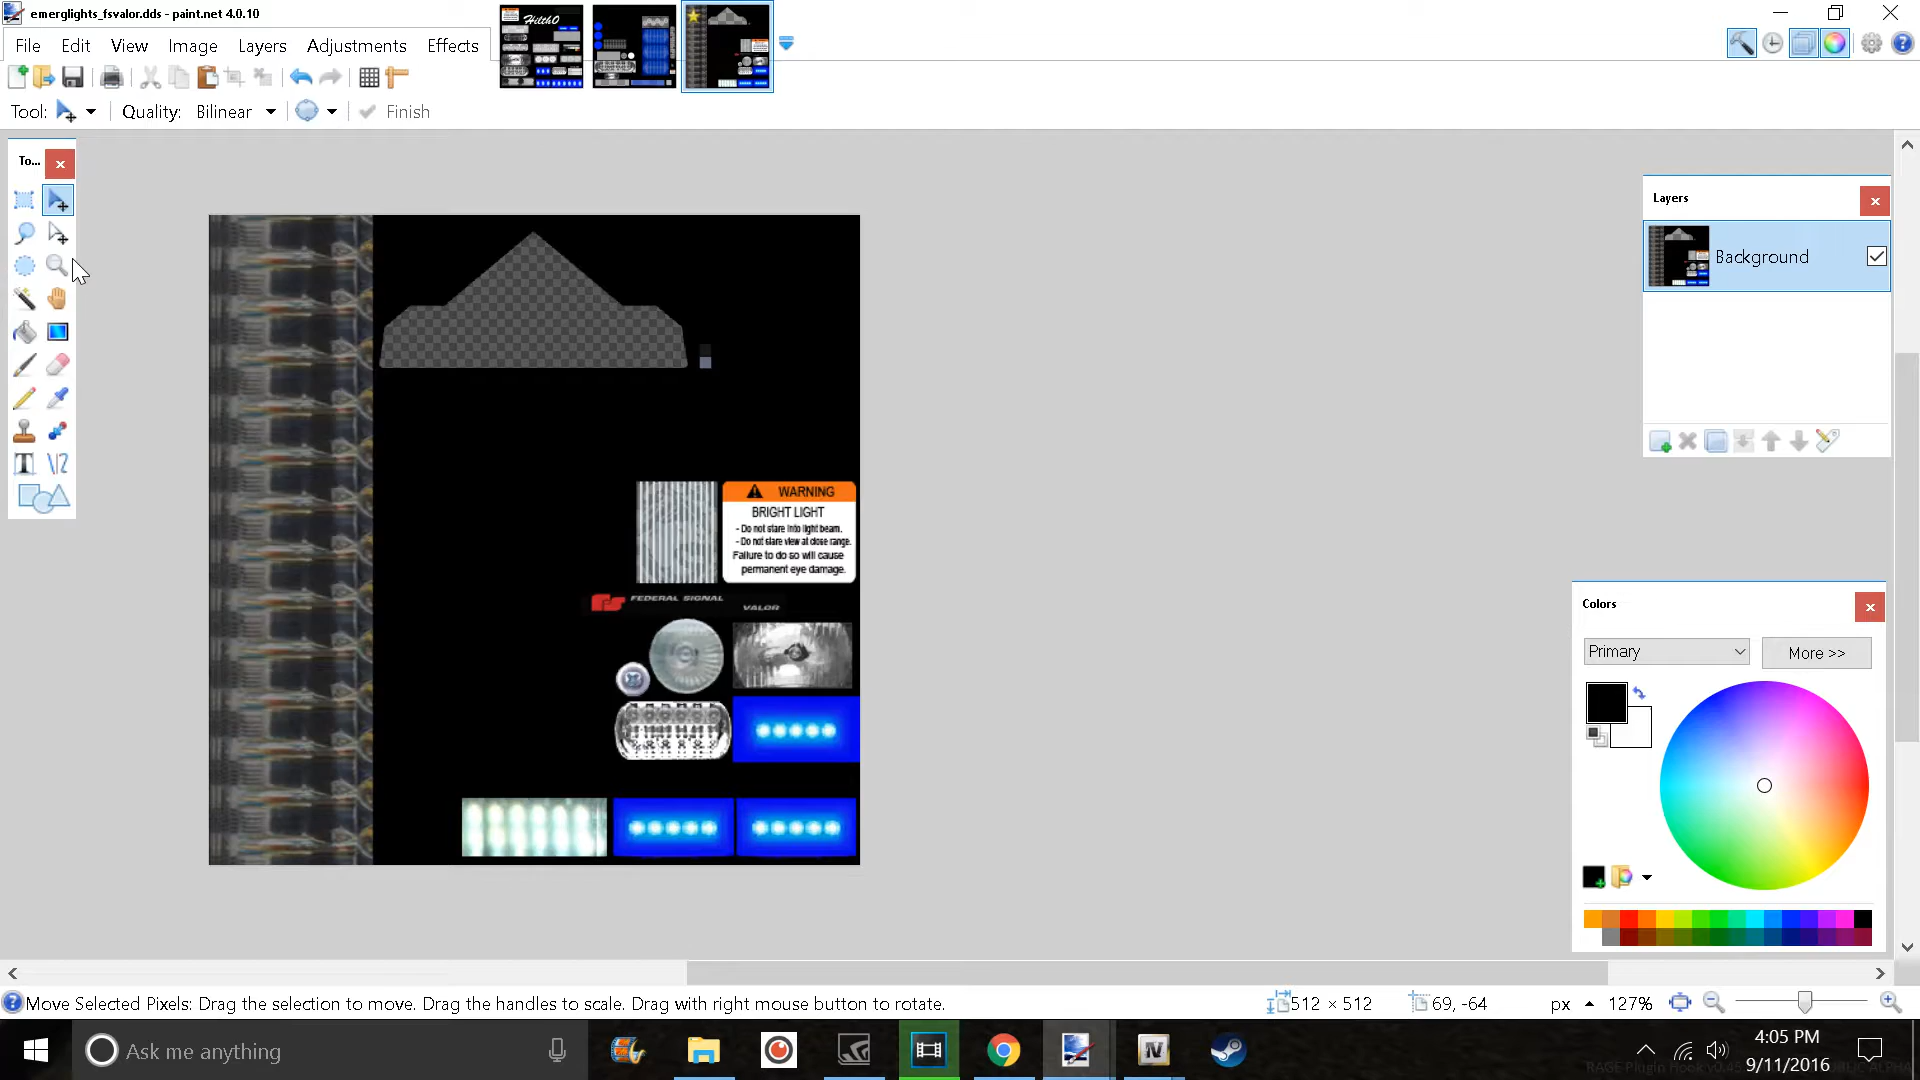 emerglights_fsvalor.dds - paint.net 4.0.10
File Edit View Image Layers Adjustments Effects
Hilth0
Tool: Quality: Bilinear Finish
To...
Layers
Background
WARNING
BRIGHT LIGHT
- Do not stare into light beam.
- Do not stare view at close range.
Failure to do so will cause
permanent eye damage.
FEDERAL SIGNAL
VALOR
Colors
Primary More >>
Move Selected Pixels: Drag the selection to move. Drag the handles to scale. Drag with right mouse button to rotate. 512 × 512 69, -64 px 127%
Ask me anything
4:05 PM
9/11/2016